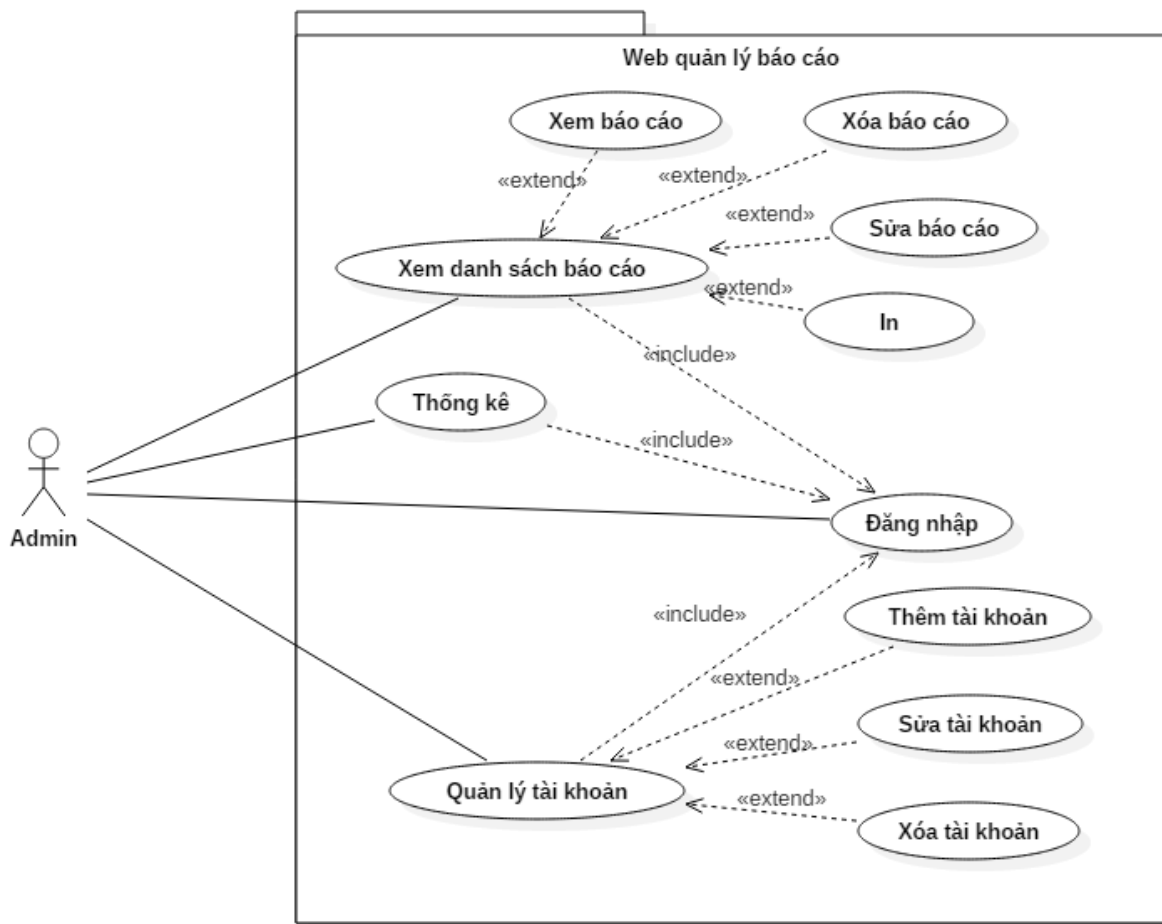 Web quản lý báo cáo
Xem báo cáo
Xóa báo cáo
«extend»
«extend»
«extend»
Sửa báo cáo
Xem danh sách báo cáo
«extend»
In
«include»
Thống kê
«include»
Admin
Đăng nhập
«include»
Thêm tài khoản
«extend»
Sửa tài khoản
«extend»
Quản lý tài khoản
«extend»
Xóa tài khoản